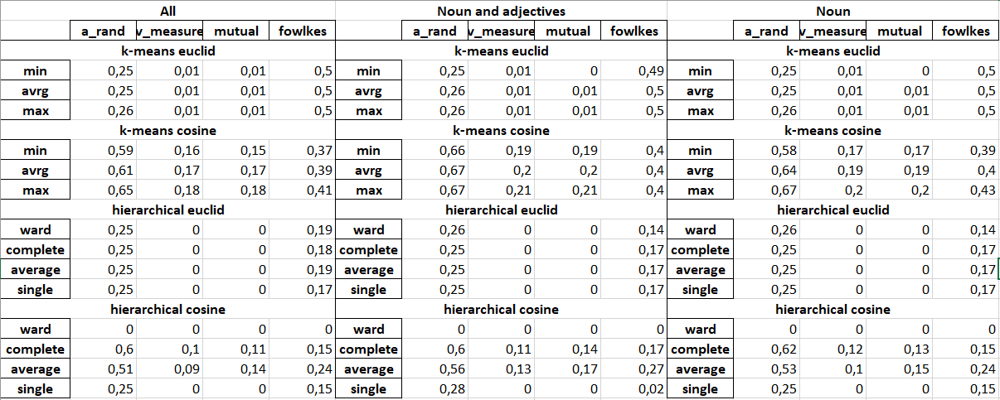 All Noun and adjectives Noun
a_rand v_measure mutual fowlkes a_rand v_measure mutual fowlkes a_rand v_measure mutual fowlkes
k-means euclid k-means euclid k-means euclid
min 0,25 0,01 0,01 0,5 min 0,25 0,01 0 0,49 min 0,25 0,01 0 0,5
avrg 0,25 0,01 0,01 0,5 avrg 0,26 0,01 0,01 0,5 avrg 0,25 0,01 0,01 0,5
max 0,26 0,01 0,01 0,5 max 0,26 0,01 0,01 0,5 max 0,26 0,01 0,01 0,5
k-means cosine k-means cosine k-means cosine
min 0,59 0,16 0,15 0,37 min 0,66 0,19 0,19 0,4 min 0,58 0,17 0,17 0,39
avrg 0,61 0,17 0,17 0,39 avrg 0,67 0,2 0,2 0,4 avrg 0,64 0,19 0,19 0,4
max 0,65 0,18 0,18 0,41 max 0,67 0,21 0,21 0,4 max 0,67 0,2 0,2 0,43
hierarchical euclid hierarchical euclid hierarchical euclid
ward 0,25 0 0 0,19 ward 0,26 0 0 0,14 ward 0,26 0 0 0,14
complete 0,25 0 0 0,18 complete 0,25 0 0 0,17 complete 0,25 0 0 0,17
average 0,25 0 0 0,19 average 0,25 0 0 0,17 average 0,25 0 0 0,17
single 0,25 0 0 0,17 single 0,25 0 0 0,17 single 0,25 0 0 0,17
hierarchical cosine hierarchical cosine hierarchical cosine
ward 0 0 0 0 ward 0 0 0 0 ward 0 0 0 0
complete 0,6 0,1 0,11 0,15 complete 0,6 0,11 0,14 0,17 complete 0,62 0,12 0,13 0,15
average 0,51 0,09 0,14 0,24 average 0,56 0,13 0,17 0,27 average 0,53 0,1 0,15 0,24
single 0,25 0 0 0,15 single 0,28 0 0 0,02 single 0,25 0 0 0,15